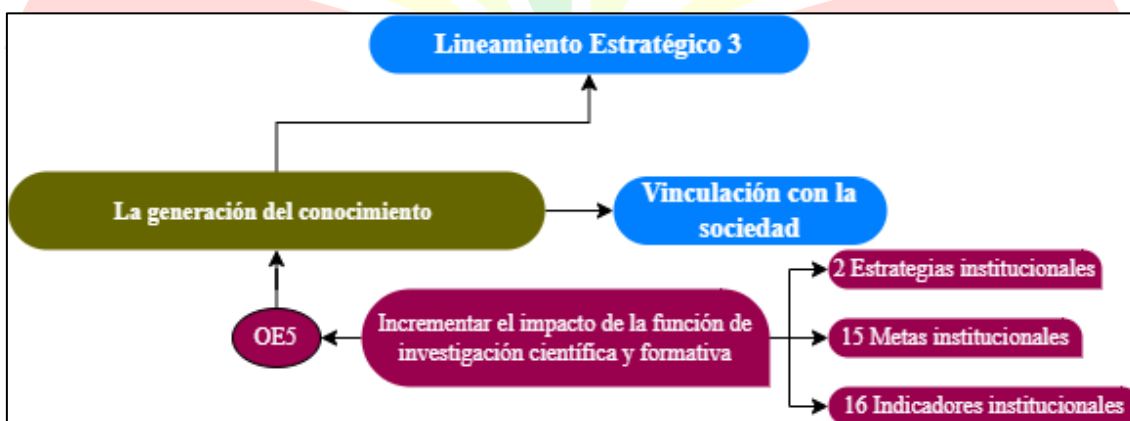 Lineamiento Estratégico 3
La generación del conocimiento
Vinculación con la
sociedad
OE5
Incrementar el impacto de la función de
investigación científica y formativa
2 Estrategias institucionales
15 Metas institucionales
16 Indicadores institucionales